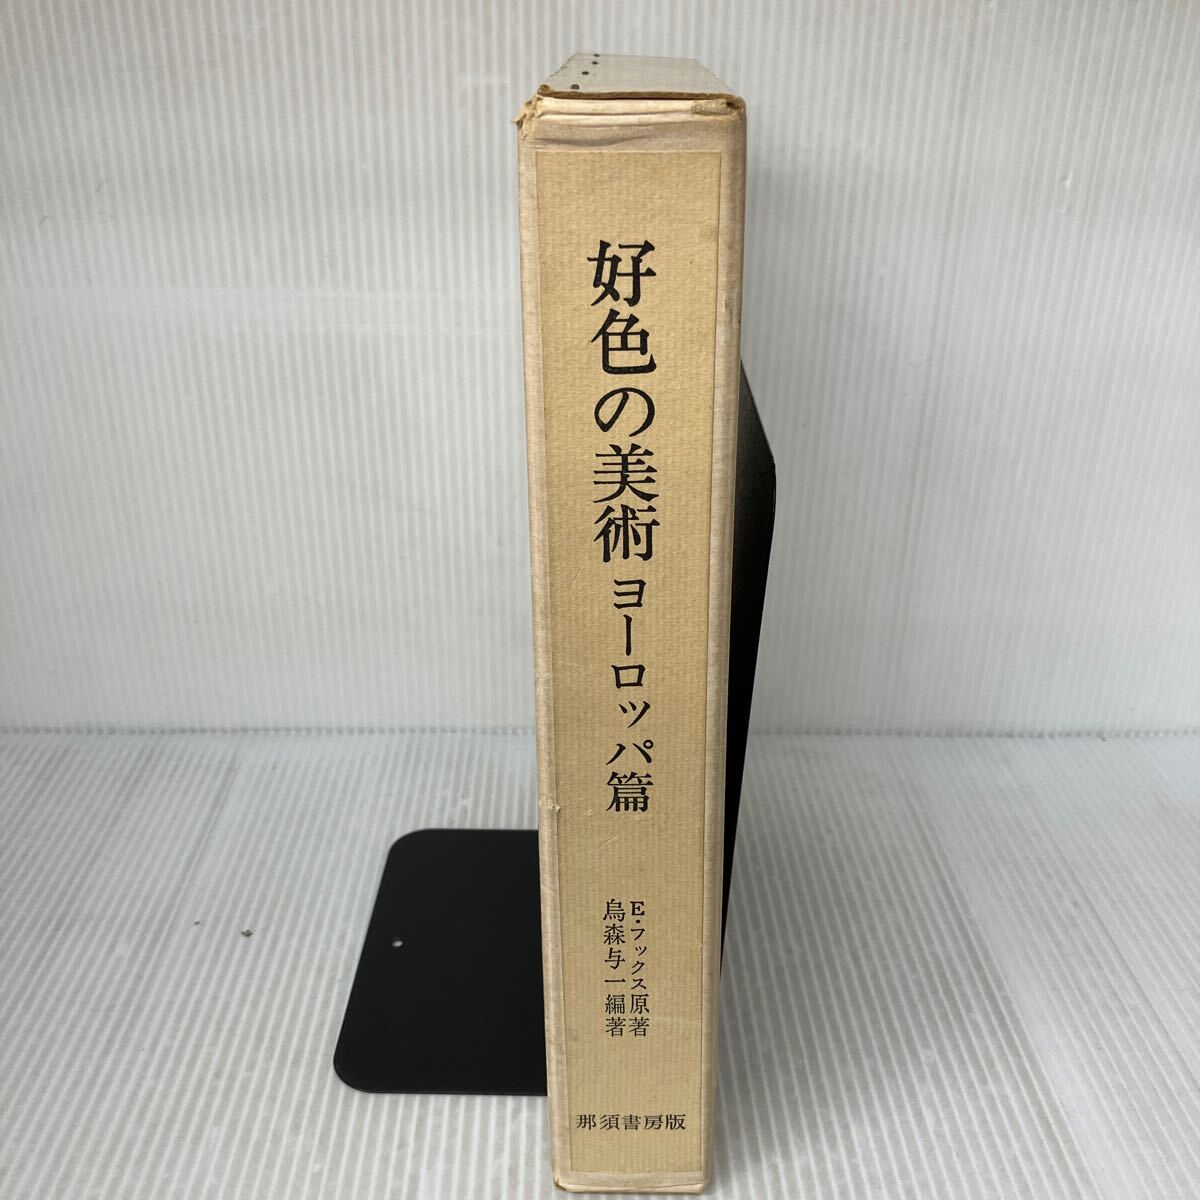 好色の美術 ヨーロッパ篇
E・フックス原著
烏森与一編著
那須書房版